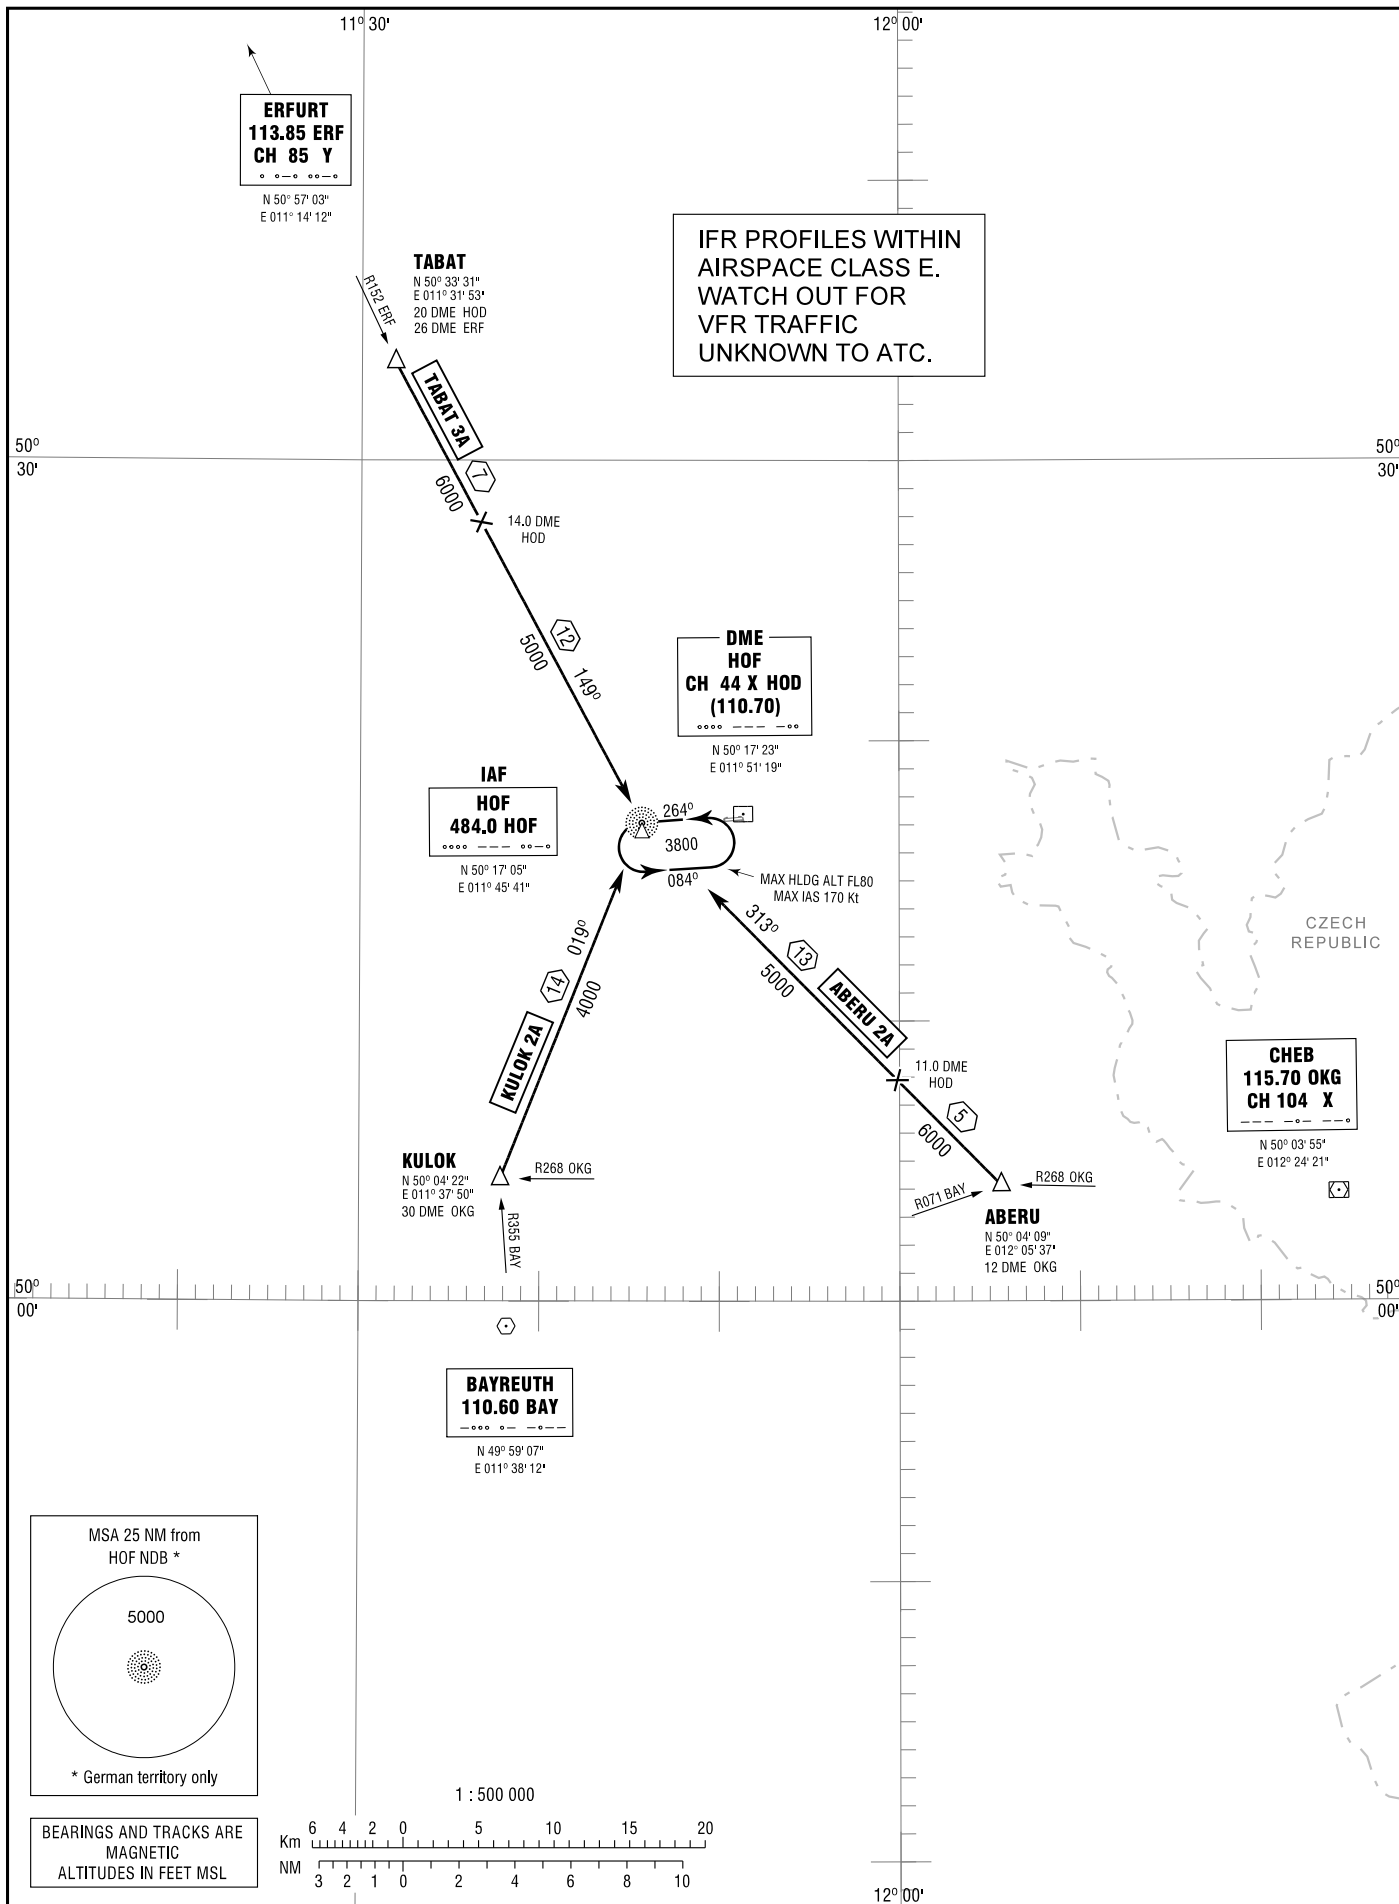 11° 30'
12° 00'
ERFURT
113.85 ERF
CH 85 Y
N 50° 57' 03"
E 011° 14' 12"
IFR PROFILES WITHIN
AIRSPACE CLASS E.
WATCH OUT FOR
VFR TRAFFIC
UNKNOWN TO ATC.
TABAT
N 50° 33' 31"
E 011° 31' 53"
20 DME HOD
26 DME ERF
R152 ERF
TABAT 3A
7
6000
50°
30'
50°
30'
14.0 DME
HOD
12
5000
149°
DME
HOF
CH 44 X HOD
(110.70)
N 50° 17' 23"
E 011° 51' 19"
IAF
HOF
484.0 HOF
N 50° 17' 05"
E 011° 45' 41"
264°
3800
084°
MAX HLDG ALT FL80
MAX IAS 170 Kt
313°
13
5000
ABERU 2A
019°
14
4000
KULOK 2A
CZECH
REPUBLIC
11.0 DME
HOD
5
6000
CHEB
115.70 OKG
CH 104 X
N 50° 03' 55"
E 012° 24' 21"
KULOK
N 50° 04' 22"
E 011° 37' 50"
30 DME OKG
R268 OKG
R355 BAY
R071 BAY
R268 OKG
ABERU
N 50° 04' 09"
E 012° 05' 37"
12 DME OKG
50°
00'
50°
00'
BAYREUTH
110.60 BAY
N 49° 59' 07"
E 011° 38' 12"
MSA 25 NM from
HOF NDB *
5000
* German territory only
BEARINGS AND TRACKS ARE
MAGNETIC
ALTITUDES IN FEET MSL
1 : 500 000
Km 6 4 2 0 5 10 15 20
NM 3 2 1 0 2 4 6 8 10
12° 00'